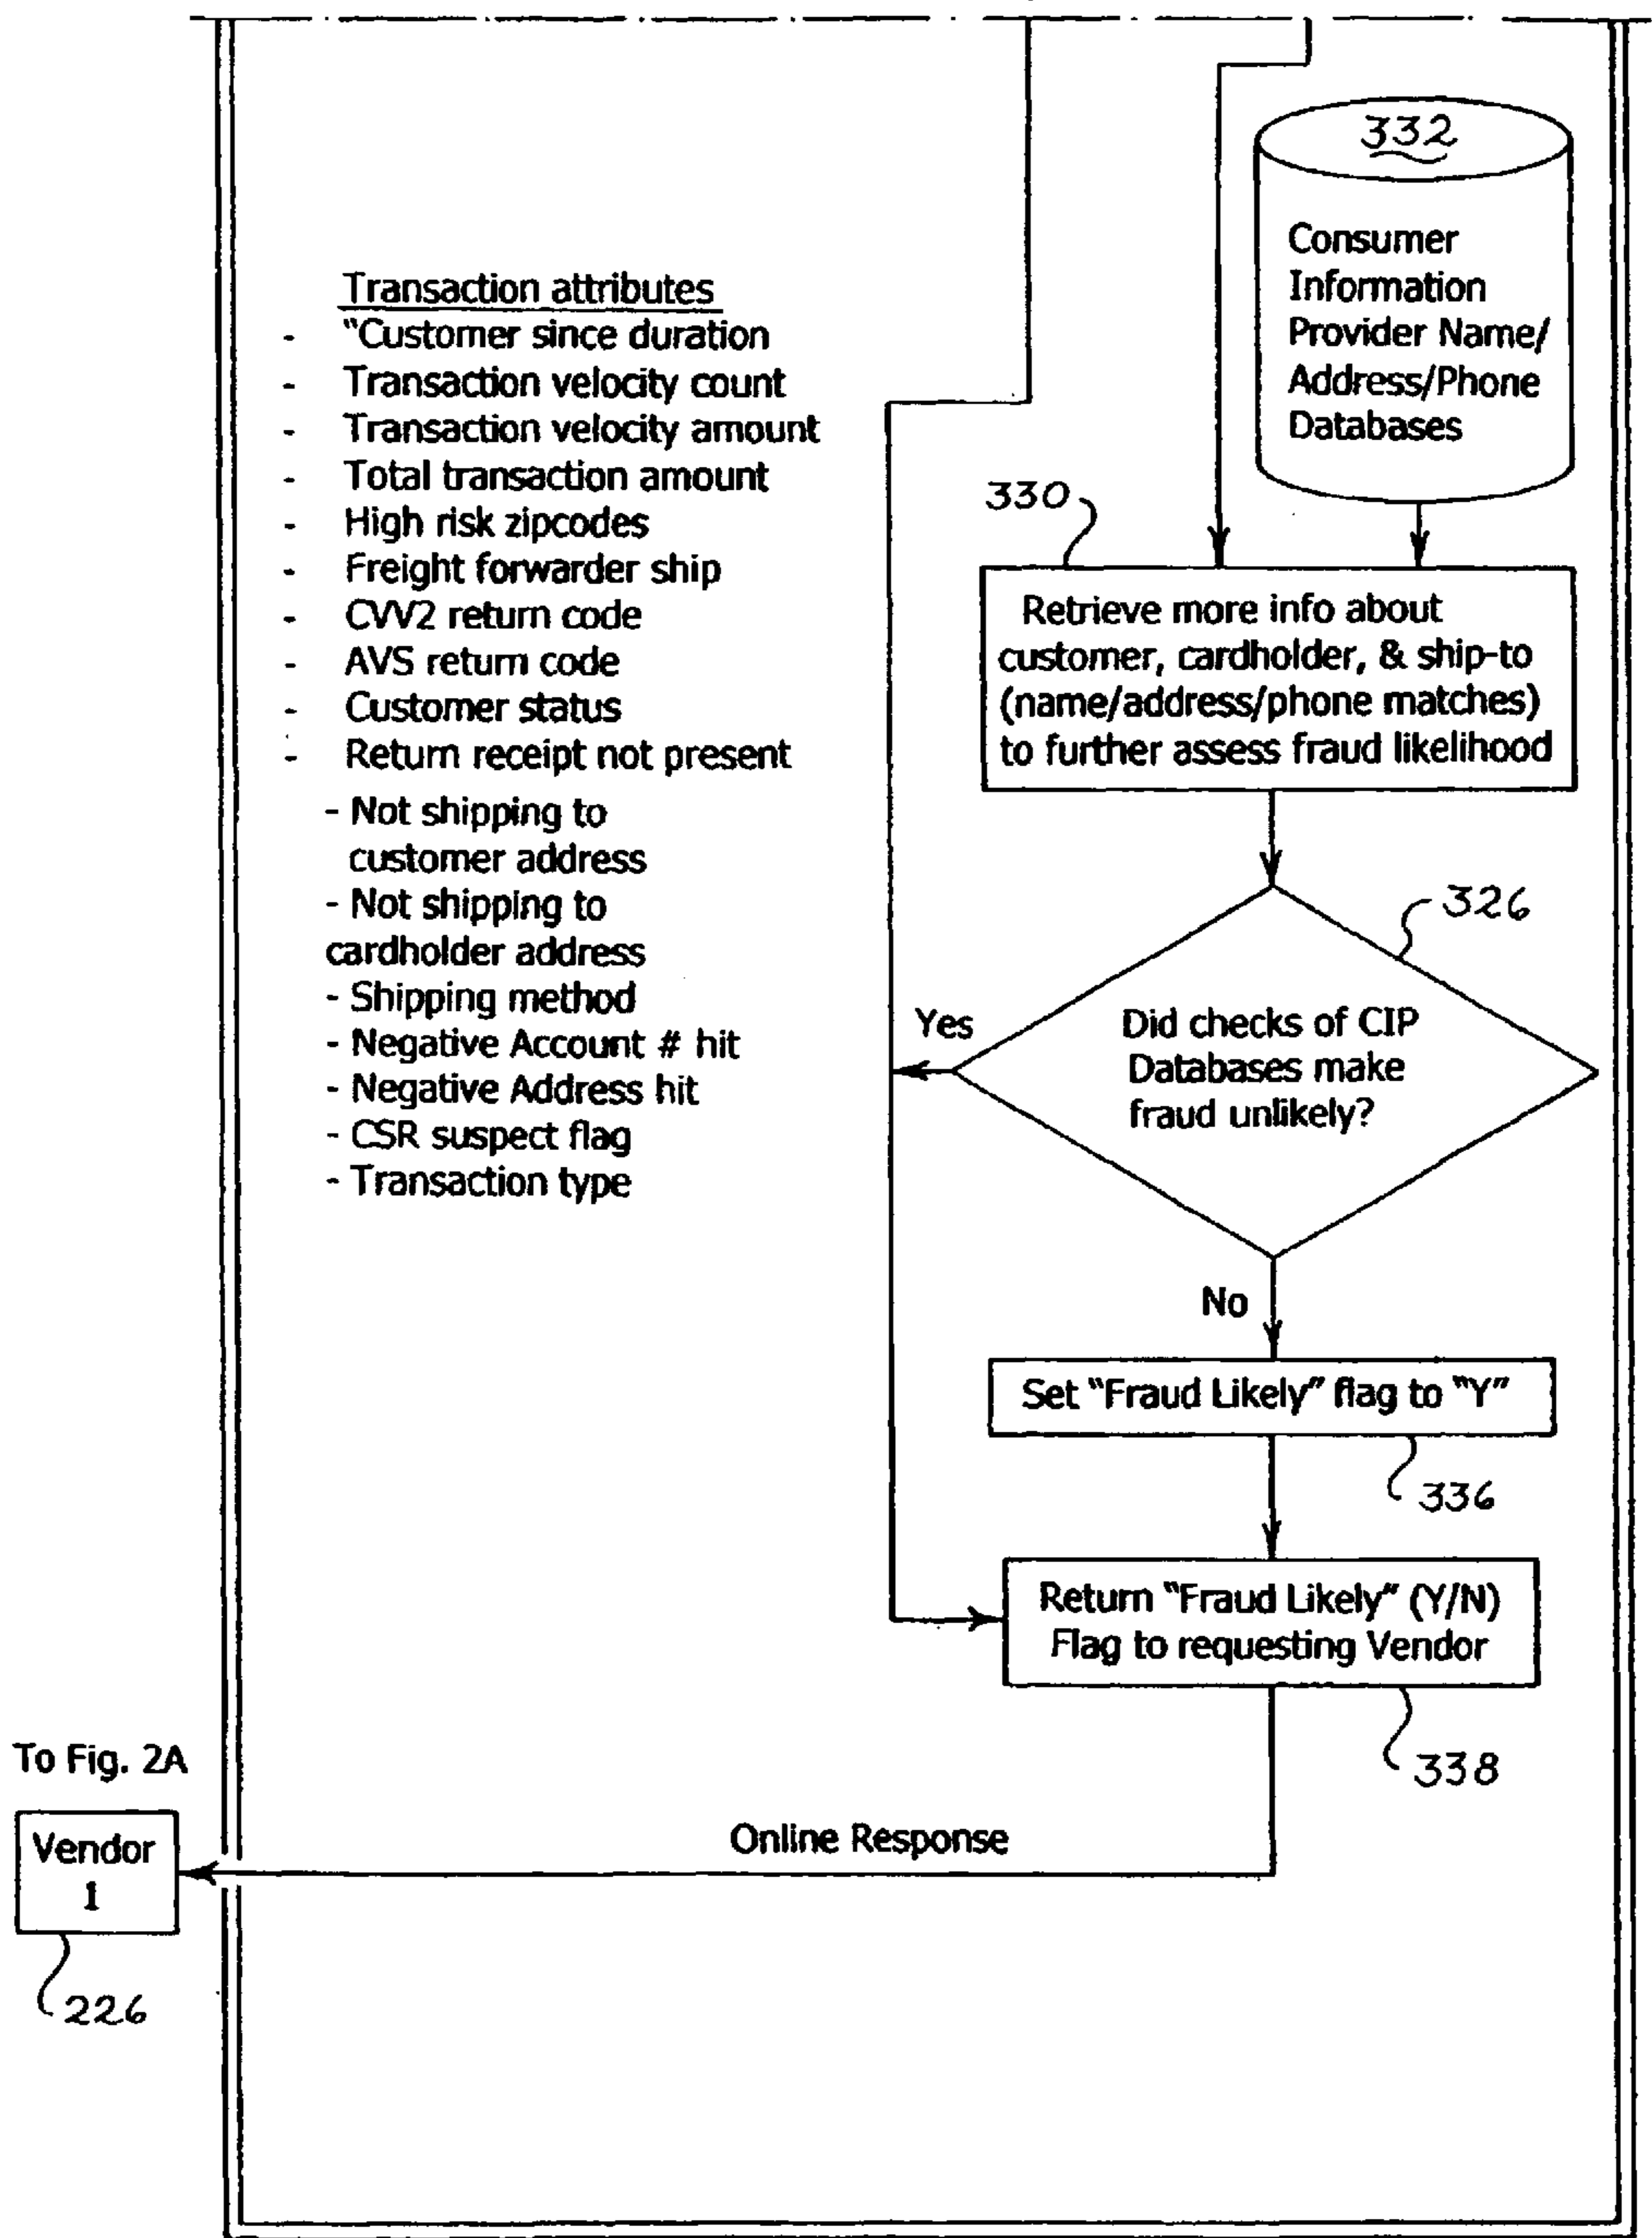 Transaction attributes
- "Customer since duration
- Transaction velocity count
- Transaction velocity amount
- Total transaction amount
- High risk zipcodes
- Freight forwarder ship
- CVV2 return code
- AVS return code
- Customer status
- Return receipt not present
- Not shipping to
customer address
- Not shipping to
cardholder address
- Shipping method
- Negative Account # hit
- Negative Address hit
- CSR suspect flag
- Transaction type
332
Consumer
Information
Provider Name/
Address/Phone
Databases
330
Retrieve more info about
customer, cardholder, & ship-to
(name/address/phone matches)
to further assess fraud likelihood
326
Yes
Did checks of CIP
Databases make
fraud unlikely?
No
Set "Fraud Likely" flag to "Y"
336
Return "Fraud Likely" (Y/N)
Flag to requesting Vendor
338
To Fig. 2A
Vendor
1
Online Response
226